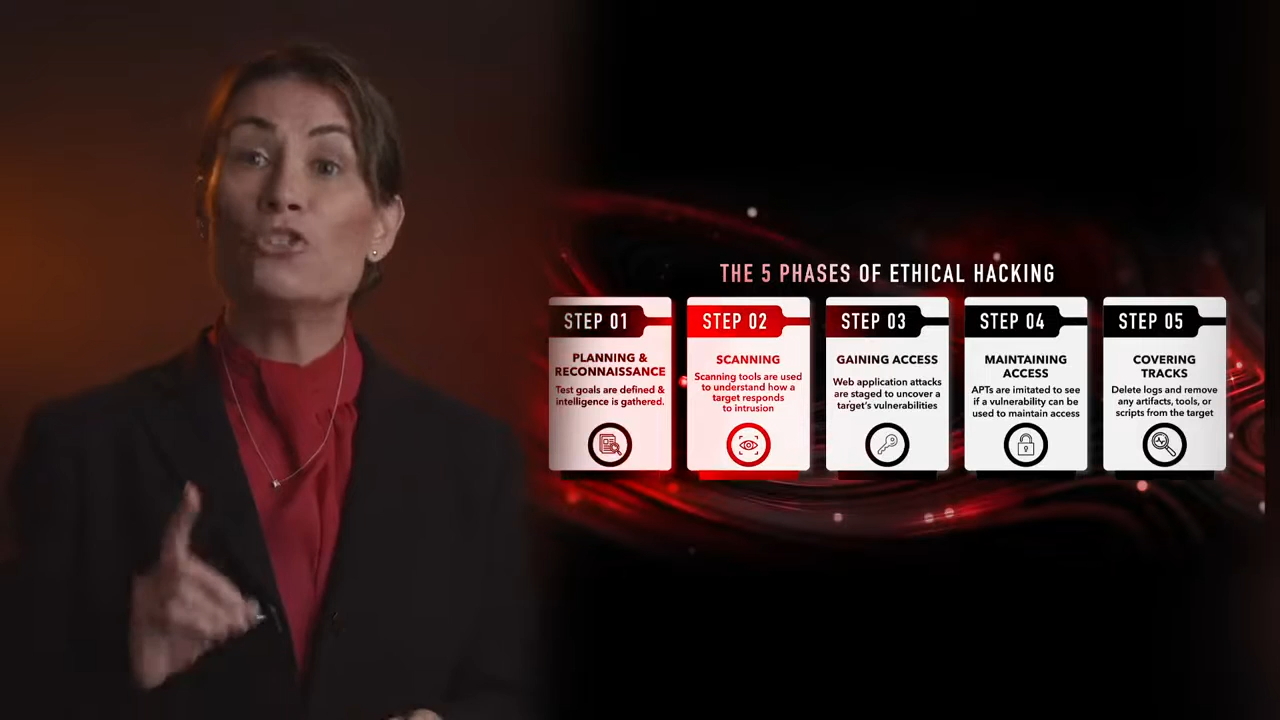 THE 5 PHASES OF ETHICAL HACKING
STEP 01
PLANNING &
RECONNAISSANCE
Test goals are defined &
intelligence is gathered.
STEP 02
SCANNING
Scanning tools are used
to understand how a
target responds
to intrusion
STEP 03
GAINING ACCESS
Web application attacks
are staged to uncover a
target's vulnerabilities
STEP 04
MAINTAINING
ACCESS
APTs are imitated to see
if a vulnerability can be
used to maintain access
STEP 05
COVERING
TRACKS
Delete logs and remove
any artifacts, tools, or
scripts from the target